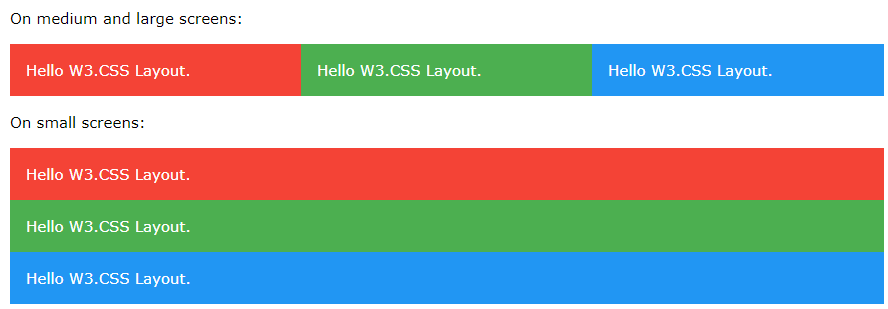 On medium and large screens:
Hello W3.CSS Layout. Hello W3.CSS Layout. Hello W3.CSS Layout.
On small screens:
Hello W3.CSS Layout.
Hello W3.CSS Layout.
Hello W3.CSS Layout.